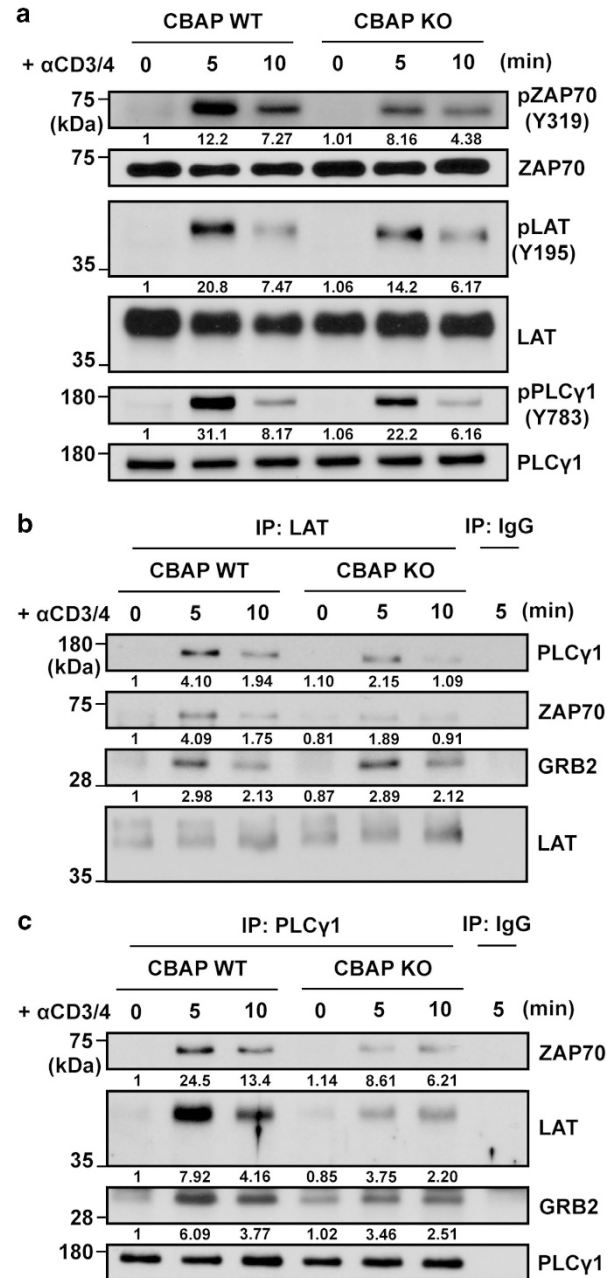 a
CBAP WT CBAP KO
+ αCD3/4 0 5 10 0 5 10 (min)
75
(kDa)
pZAP70
(Y319)
1 12.2 7.27 1.01 8.16 4.38
75
ZAP70
pLAT
(Y195)
35
1 20.8 7.47 1.06 14.2 6.17
LAT
35
180
pPLCγ1
(Y783)
1 31.1 8.17 1.06 22.2 6.16
180
PLCγ1
b
IP: LAT IP: IgG
CBAP WT CBAP KO
+ αCD3/4 0 5 10 0 5 10 5 (min)
180
(kDa)
PLCγ1
1 4.10 1.94 1.10 2.15 1.09
75
ZAP70
1 4.09 1.75 0.81 1.89 0.91
GRB2
28
1 2.98 2.13 0.87 2.89 2.12
LAT
35
c
IP: PLCγ1 IP: IgG
CBAP WT CBAP KO
+ αCD3/4 0 5 10 0 5 10 5 (min)
75
(kDa)
ZAP70
1 24.5 13.4 1.14 8.61 6.21
LAT
35
1 7.92 4.16 0.85 3.75 2.20
GRB2
28
1 6.09 3.77 1.02 3.46 2.51
180
PLCγ1